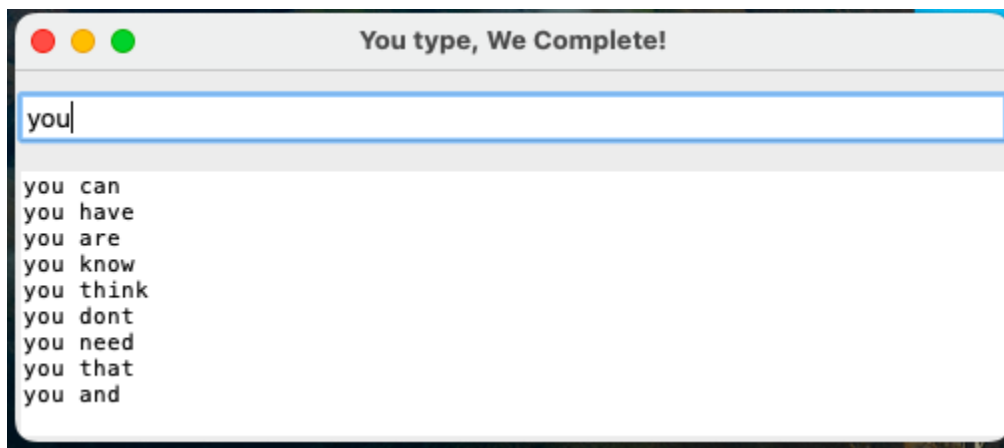 You type, We Complete!
you
you can
you have
you are
you know
you think
you dont
you need
you that
you and